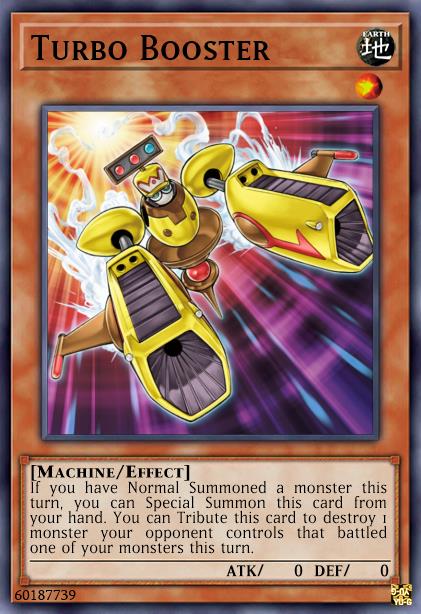 Turbo Booster
EARTH
地
[Machine/Effect]
If you have Normal Summoned a monster this
turn, you can Special Summon this card from
your hand. You can Tribute this card to destroy 1
monster your opponent controls that battled
one of your monsters this turn.
ATK/ 0 DEF/ 0
60187739